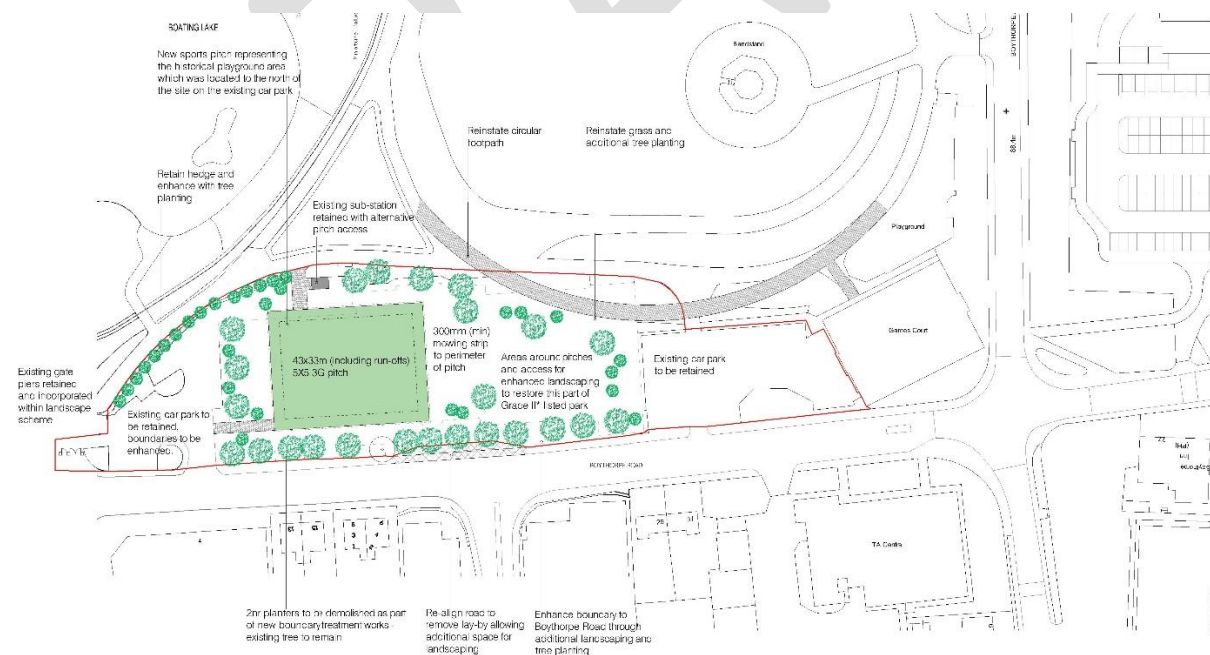 BOATING LAKE
New sports pitch representing
the historical playground area
which was located to the north of
the site on the existing car park
Bandstand
BOYTHORPE
88.4m
Reinstate circular
footpath
Reinstate grass and
additional tree planting
Retain hedge and
enhance with tree
planting
Existing sub-station
retained with alternative
pitch access
Playground
Games Court
43x33m (including run-offs)
5X5 3G pitch
300mm (min)
mowing strip
to perimeter
of pitch
Areas around pitches
and access for
enhanced landscaping
to restore this part of
Grade II* listed park
Existing car park
to be retained
Existing gate
piers retained
and incorporated
within landscape
scheme
Existing car park to
be retained,
boundaries to be
enhanced.
BOYTHORPE ROAD
TA Centre
2nr planters to be demolished as part
of new boundary treatment works -
existing tree to remain
Re-align road to
remove lay-by allowing
additional space for
landscaping
Enhance boundary to
Boythorpe Road through
additional landscaping and
tree planting